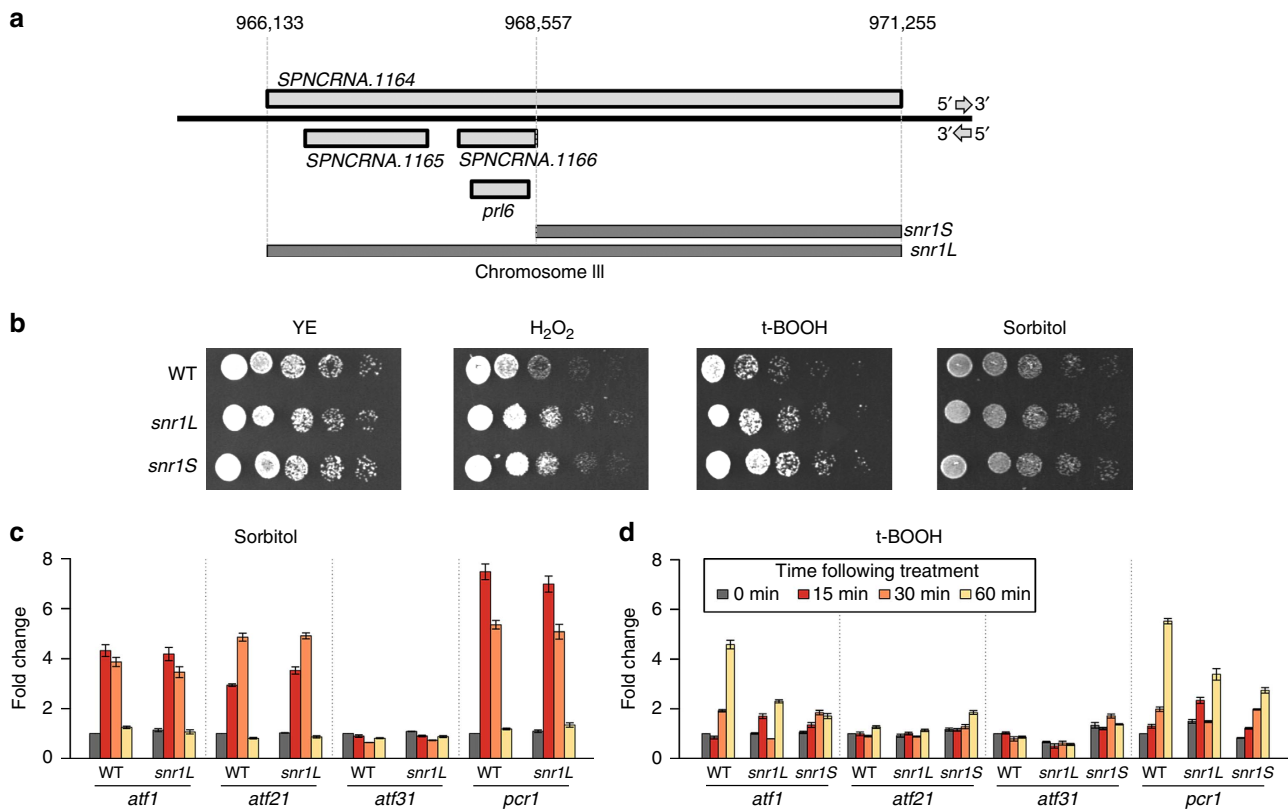 a
966,133 968,557 971,255
SPNCRNA.1164
5′ 3′
3′ 5′
SPNCRNA.1165 SPNCRNA.1166
prl6
snr1S
snr1L
Chromosome III
b
YE H₂O₂ t-BOOH Sorbitol
WT
snr1L
snr1S
c
Sorbitol
Fold change
8
6
4
2
0
WT snr1L WT snr1L WT snr1L WT snr1L
atf1 atf21 atf31 pcr1
d
t-BOOH
Time following treatment
0 min 15 min 30 min 60 min
Fold change
8
6
4
2
0
WT snr1L snr1S WT snr1L snr1S WT snr1L snr1S WT snr1L snr1S
atf1 atf21 atf31 pcr1